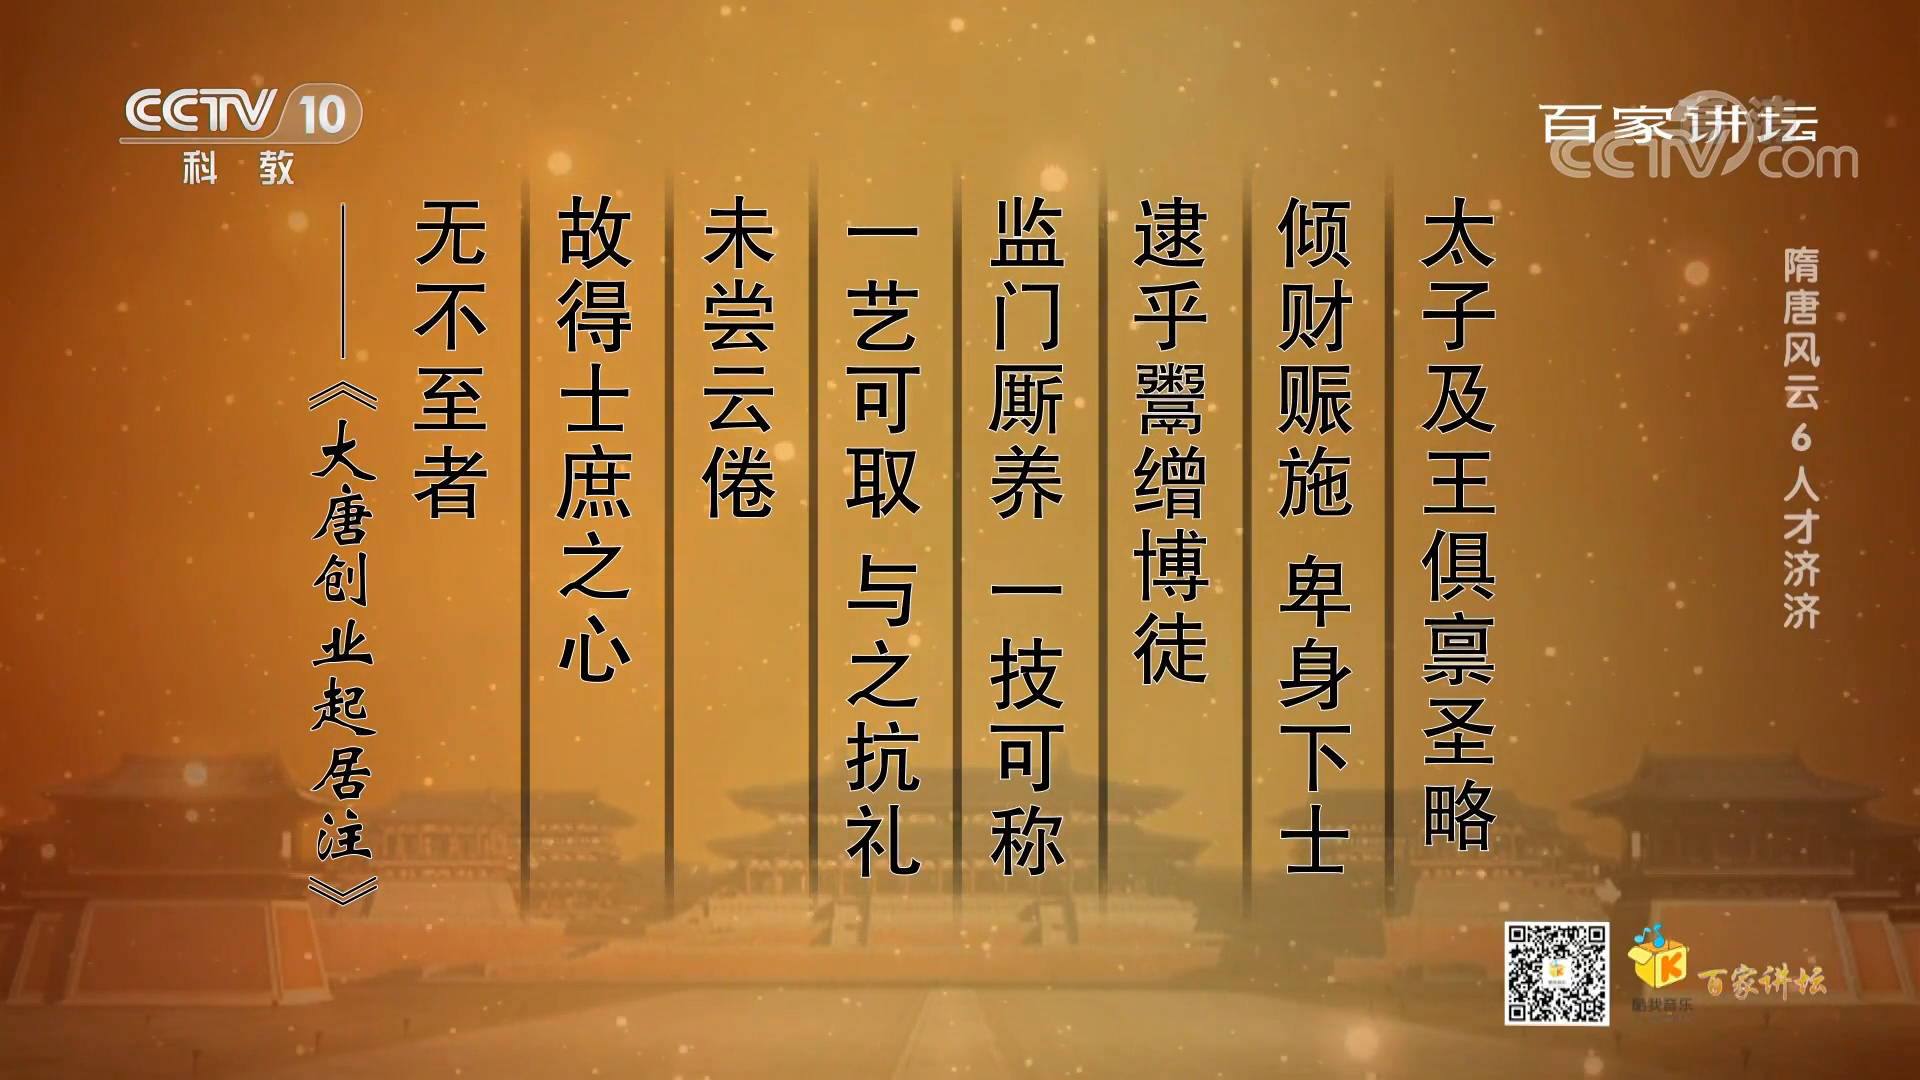 CCTV 10
科 教
百家讲坛
CCTV com
隋唐风云6 人才济济
太子及王俱禀圣略
倾财赈施 卑身下士
逮乎鬻缯博徒
监门厮养 一技可称
一艺可取 与之抗礼
未尝云倦
故得士庶之心
无不至者
——《大唐创业起居注》
酷我音乐
百家讲坛